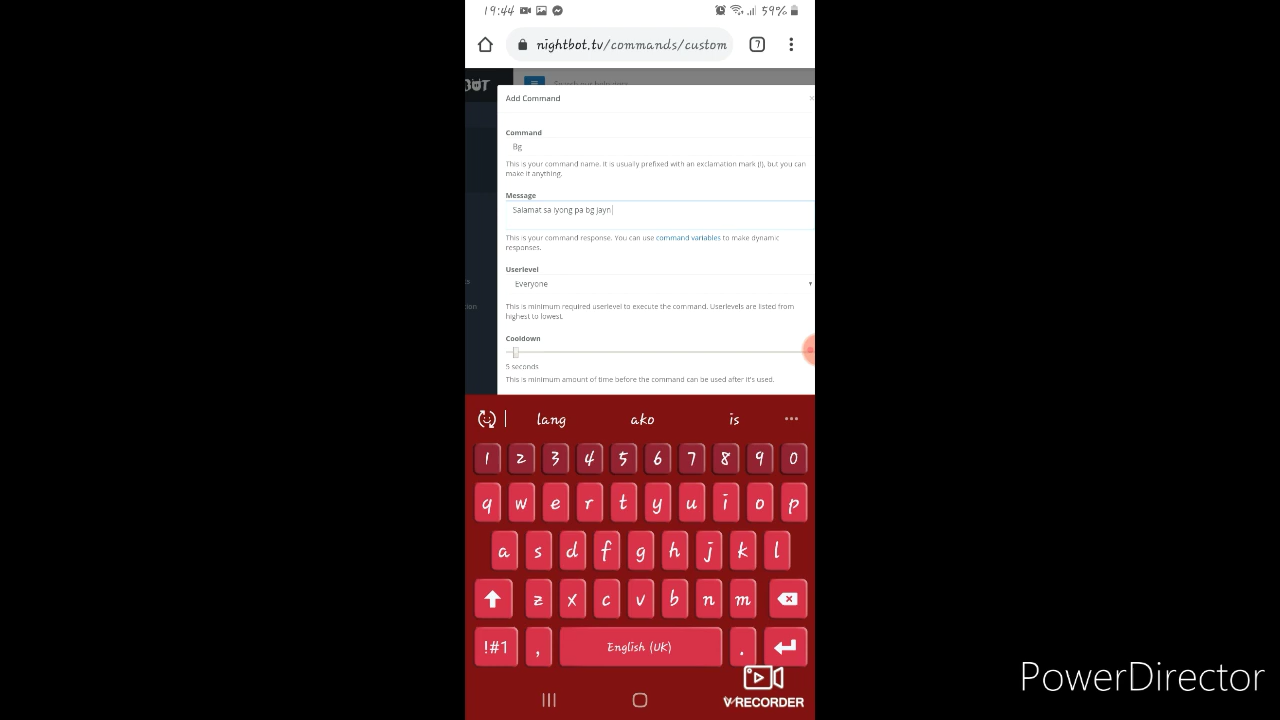 19:44
59%
nightbot.tv/commands/custom
7
BOT
Add Command
×
Command
Bg
This is your command name. It is usually prefixed with an exclamation mark (!), but you can
make it anything.
Message
Salamat sa iyong pa bg jayn
This is your command response. You can use command variables to make dynamic
responses.
Userlevel
Everyone
This is minimum required userlevel to execute the command. Userlevels are listed from
highest to lowest.
Cooldown
5 seconds
This is minimum amount of time before the command can be used after it's used.
lang ako is
1 2 3 4 5 6 7 8 9 0
q w e r t y u i o p
a s d f g h j k l
z x c v b n m
!#1 , English (UK) .
V RECORDER
PowerDirector